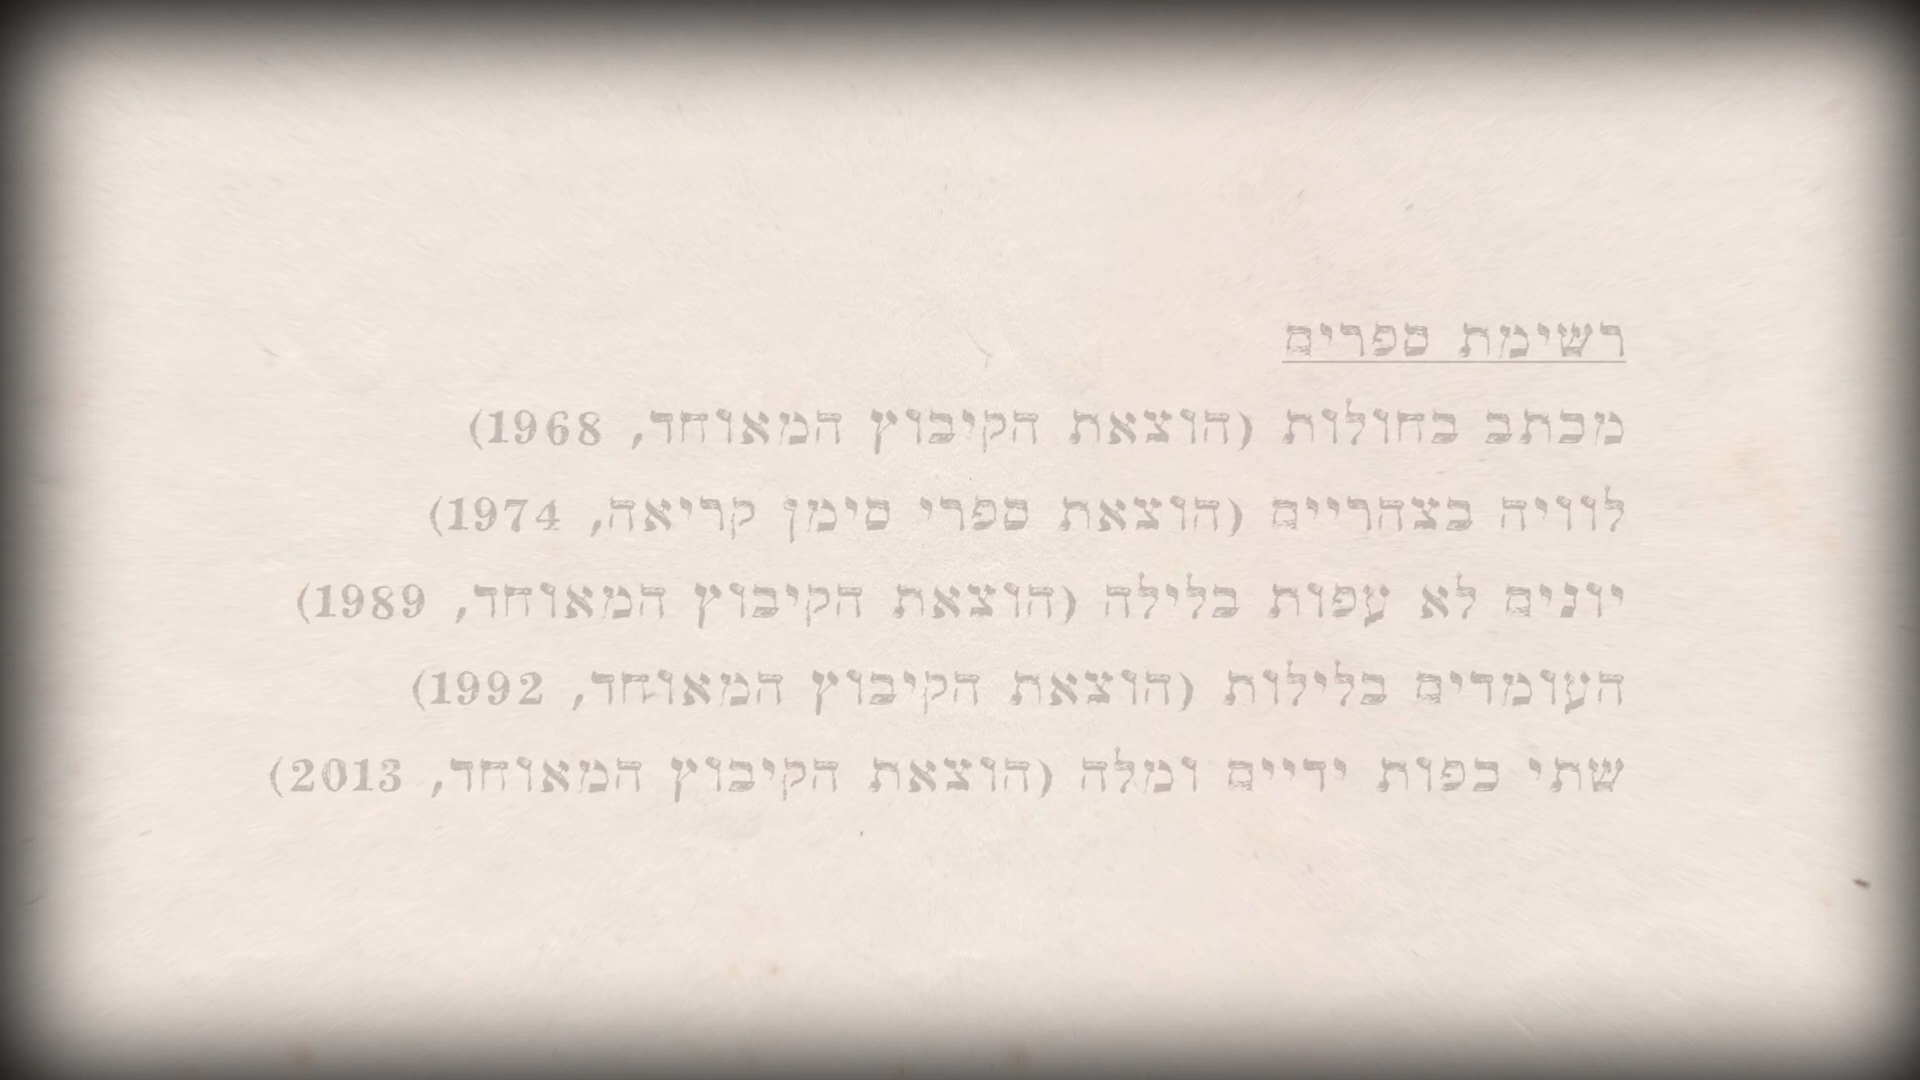 רשימת ספרים
מכתב בחולות (הוצאת הקיבוץ המאוחד, 1968)
לוויה בצהריים (הוצאת ספרי סימן קריאה, 1974)
יונים לא עפות בלילה (הוצאת הקיבוץ המאוחד, 1989)
העומדים בלילות (הוצאת הקיבוץ המאוחד, 1992)
שתי כפות ידיים ומלה (הוצאת הקיבוץ המאוחד, 2013)